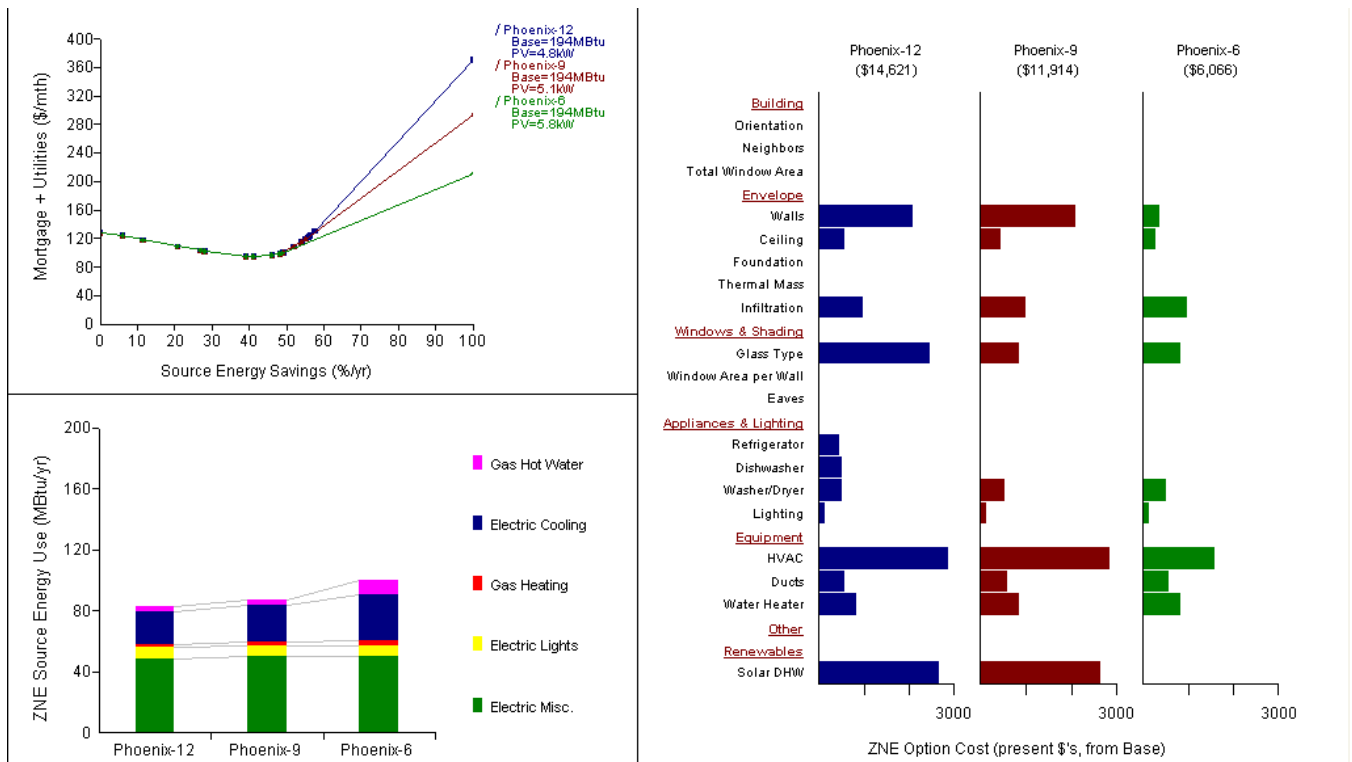 400
360
320
280
240
200
160
120
80
40
0
Mortgage + Utilities ($/mth)
0 10 20 30 40 50 60 70 80 90 100
Source Energy Savings (%/yr)
/ Phoenix-12
Base=194MBtu
PV=4.8kW
/ Phoenix-9
Base=194MBtu
PV=5.1kW
/ Phoenix-6
Base=194MBtu
PV=5.8kW
200
160
120
80
40
0
ZNE Source Energy Use (MBtu/yr)
Phoenix-12 Phoenix-9 Phoenix-6
Gas Hot Water
Electric Cooling
Gas Heating
Electric Lights
Electric Misc.
Phoenix-12 Phoenix-9 Phoenix-6
($14,621) ($11,914) ($6,066)
Building
Orientation
Neighbors
Total Window Area
Envelope
Walls
Ceiling
Foundation
Thermal Mass
Infiltration
Windows & Shading
Glass Type
Window Area per Wall
Eaves
Appliances & Lighting
Refrigerator
Dishwasher
Washer/Dryer
Lighting
Equipment
HVAC
Ducts
Water Heater
Other
Renewables
Solar DHW
3000 3000 3000
ZNE Option Cost (present $'s, from Base)